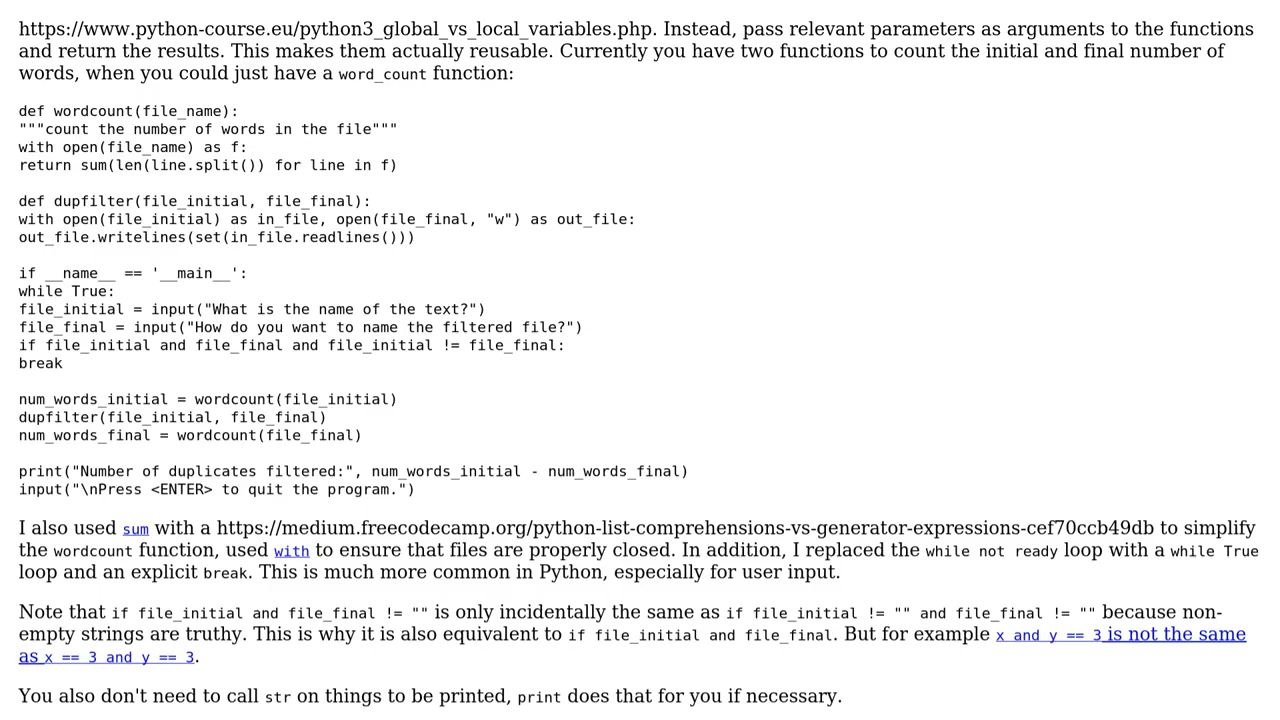 https://www.python-course.eu/python3_global_vs_local_variables.php. Instead, pass relevant parameters as arguments to the functions
and return the results. This makes them actually reusable. Currently you have two functions to count the initial and final number of
words, when you could just have a word_count function:
def wordcount(file_name):
"""count the number of words in the file"""
with open(file_name) as f:
return sum(len(line.split()) for line in f)
def dupfilter(file_initial, file_final):
with open(file_initial) as in_file, open(file_final, "w") as out_file:
out_file.writelines(set(in_file.readlines()))
if __name__ == '__main__':
while True:
file_initial = input("What is the name of the text?")
file_final = input("How do you want to name the filtered file?")
if file_initial and file_final and file_initial != file_final:
break
num_words_initial = wordcount(file_initial)
dupfilter(file_initial, file_final)
num_words_final = wordcount(file_final)
print("Number of duplicates filtered:", num_words_initial - num_words_final)
input("\nPress <ENTER> to quit the program.")
I also used sum with a https://medium.freecodecamp.org/python-list-comprehensions-vs-generator-expressions-cef70ccb49db to simplify
the wordcount function, used with to ensure that files are properly closed. In addition, I replaced the while not ready loop with a while True
loop and an explicit break. This is much more common in Python, especially for user input.
Note that if file_initial and file_final != "" is only incidentally the same as if file_initial != "" and file_final != "" because non-
empty strings are truthy. This is why it is also equivalent to if file_initial and file_final. But for example x and y == 3 is not the same
as x == 3 and y == 3.
You also don't need to call str on things to be printed, print does that for you if necessary.